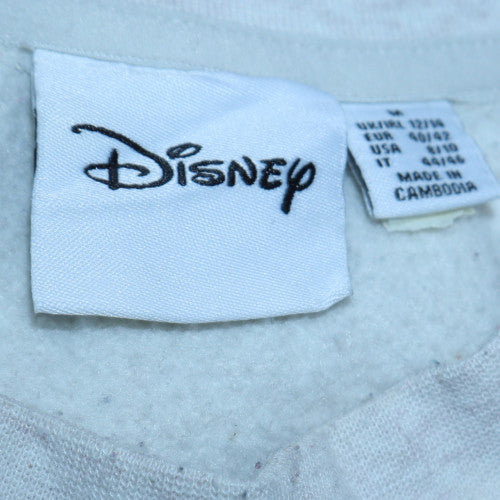 Disney
M
UK/IRL 12/14
EUR 40/42
USA 8/10
IT 44/46
MADE IN
CAMBODIA